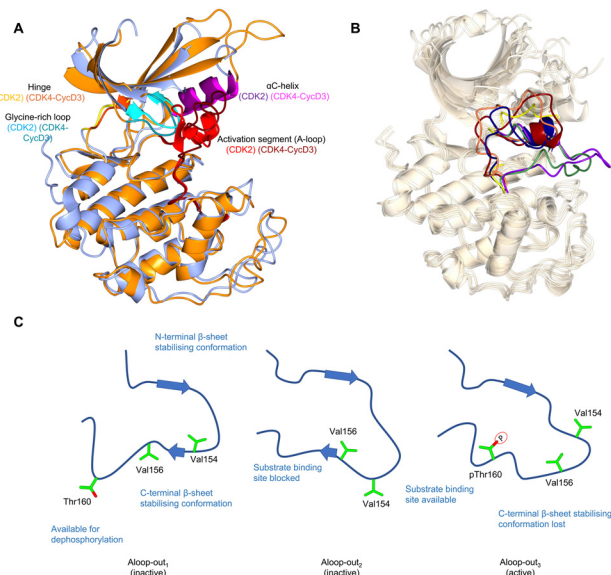 A
B
Hinge
(CDK2) (CDK4-CycD3)
Glycine-rich loop
(CDK2) (CDK4-
CycD3)
αC-helix
(CDK2) (CDK4-CycD3)
Activation segment (A-loop)
(CDK2) (CDK4-CycD3)
C
N-terminal β-sheet
stabilising conformation
Val156
Val154
Thr160
C-terminal β-sheet
stabilising conformation
Available for
dephosphorylation
Aloop-out1
(inactive)
Val156
Substrate binding
site blocked
Val154
Aloop-out2
(inactive)
Val154
P
pThr160
Val156
Substrate binding
site available
C-terminal β-sheet stabilising
conformation lost
Aloop-out3
(active)